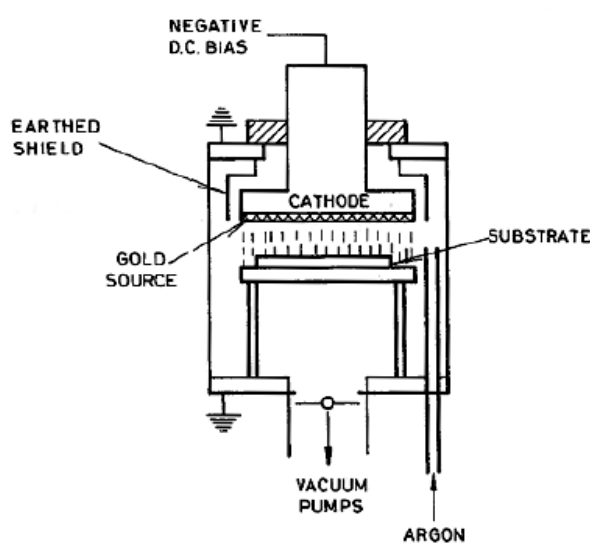 NEGATIVE
D.C. BIAS
EARTHED
SHIELD
CATHODE
SUBSTRATE
GOLD
SOURCE
VACUUM
PUMPS
ARGON